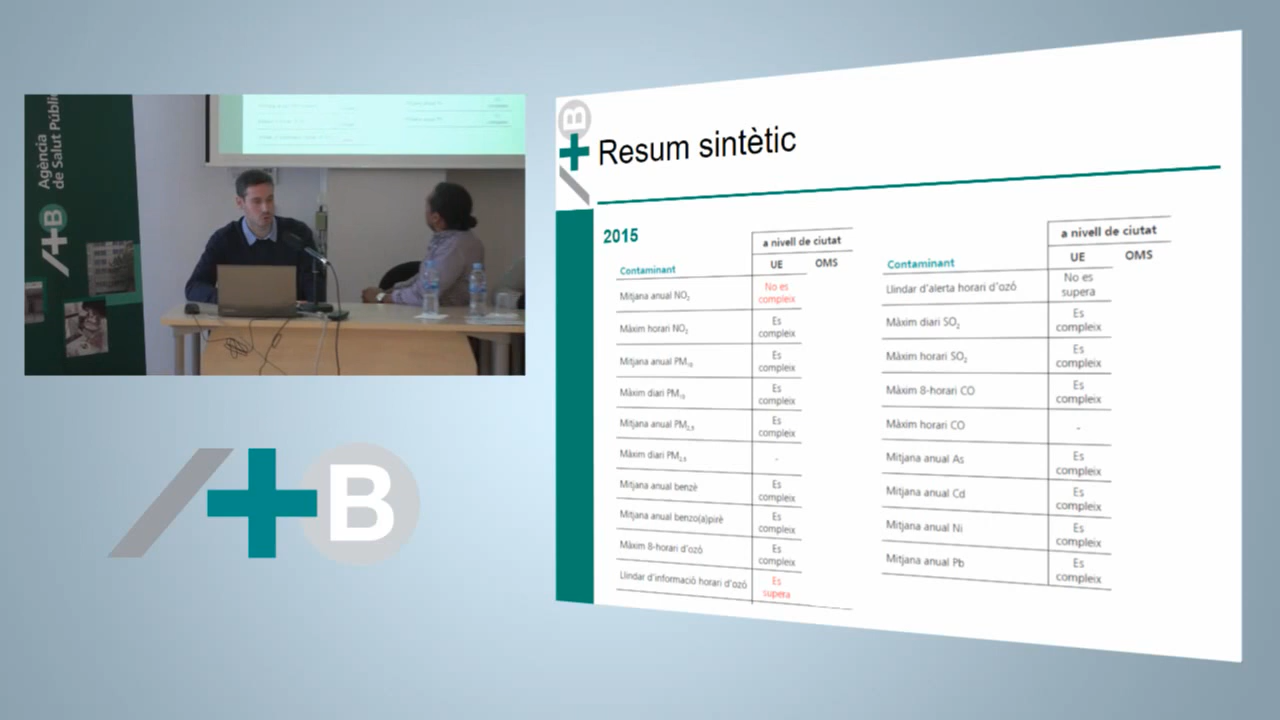 Agència
de Salut Públi
B
B
B
Resum sintètic
2015
a nivell de ciutat
Contaminant UE OMS
Mitjana anual NO2 No es compleix
Màxim horari NO2 Es compleix
Mitjana anual PM10 Es compleix
Màxim diari PM10 Es compleix
Mitjana anual PM2,5 Es compleix
Màxim diari PM2,5 -
Mitjana anual benzè Es compleix
Mitjana anual benzo(a)pirè Es compleix
Màxim 8-horari d'ozó Es compleix
Llindar d'informació horari d'ozó Es supera
a nivell de ciutat
Contaminant UE OMS
Llindar d'alerta horari d'ozó No es supera
Màxim diari SO2 Es compleix
Màxim horari SO2 Es compleix
Màxim 8-horari CO Es compleix
Màxim horari CO -
Mitjana anual As Es compleix
Mitjana anual Cd Es compleix
Mitjana anual Ni Es compleix
Mitjana anual Pb Es compleix